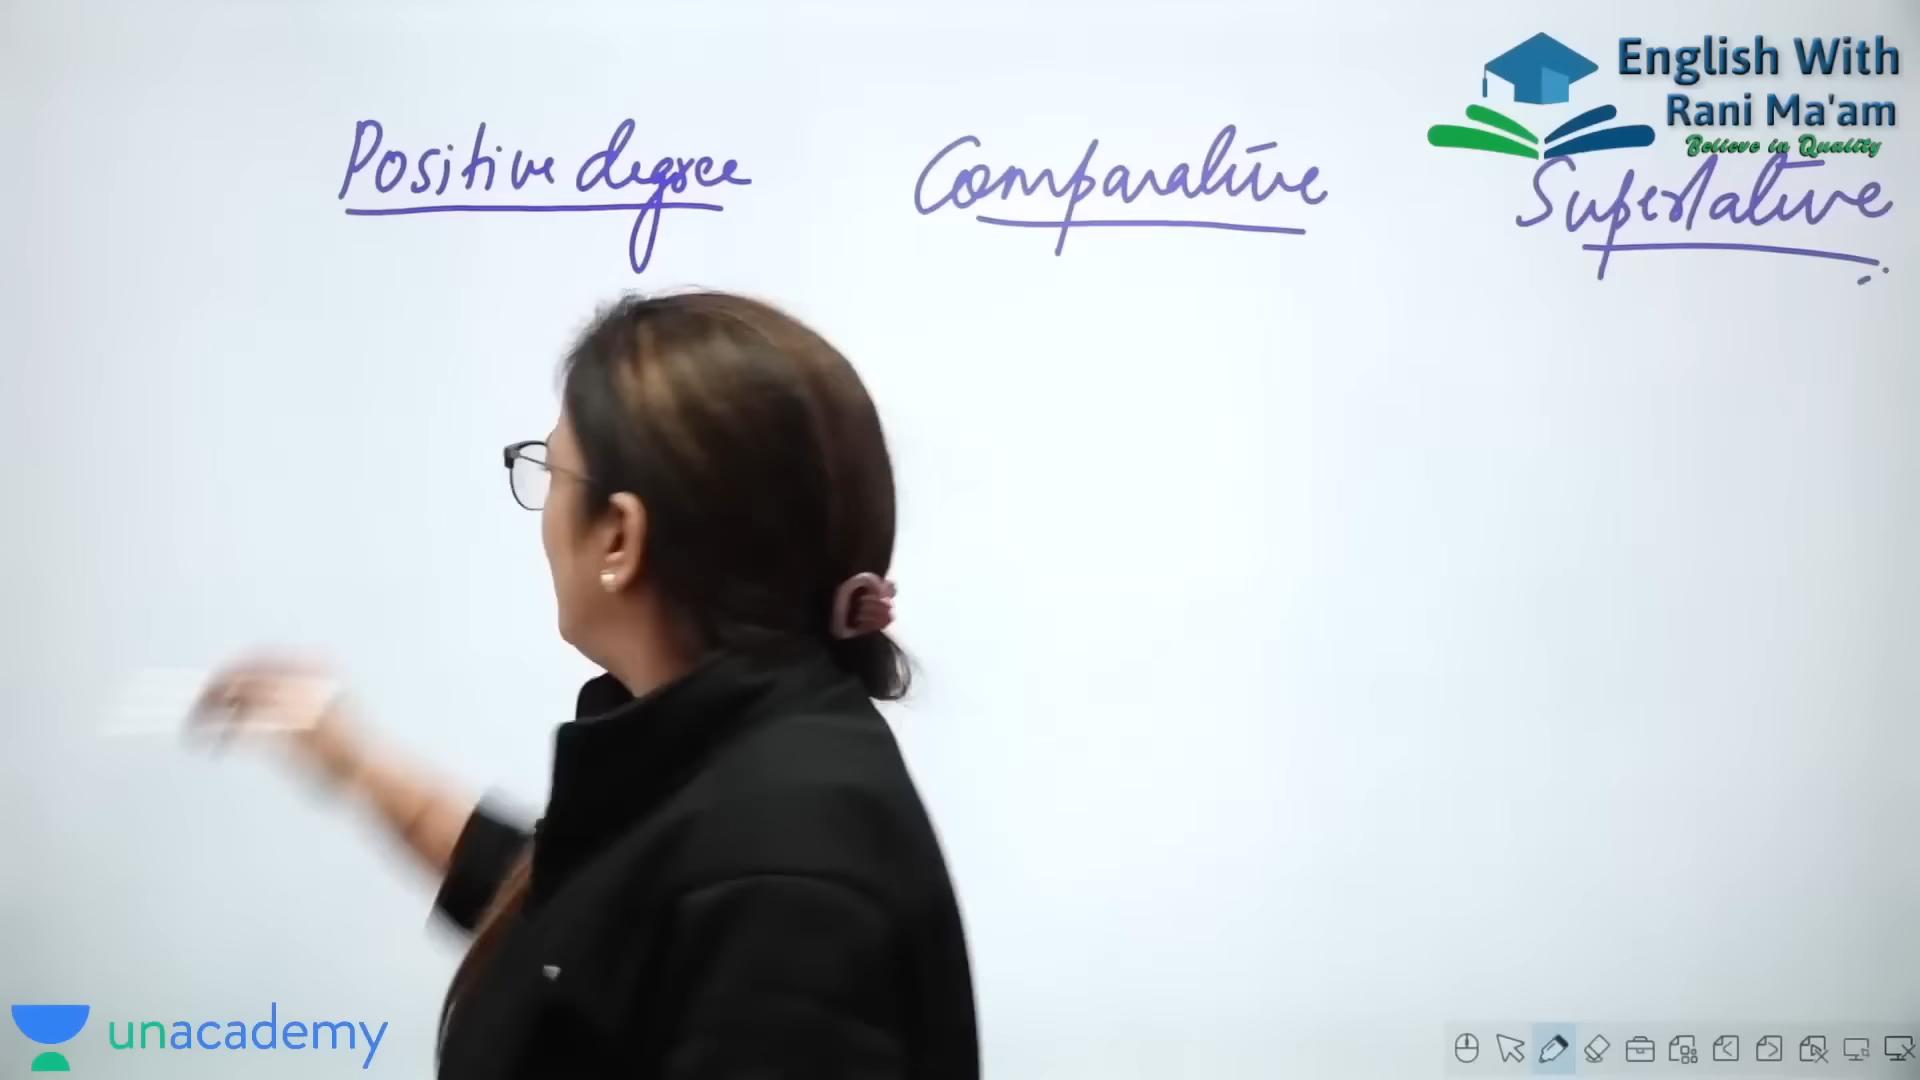 English With
Rani Ma'am
Believe in Quality
Positive degree Comparative Superlative
unacademy